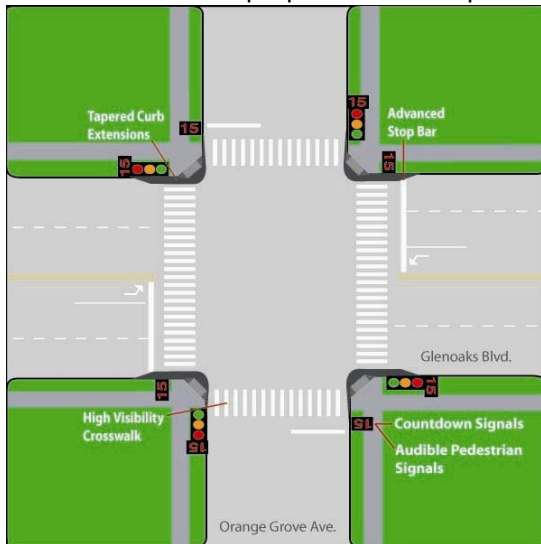 15
Tapered Curb
Extensions
15
Advanced
Stop Bar
15
15
Glenoaks Blvd.
15
High Visibility
Crosswalk
15
15
15
Countdown Signals
Audible Pedestrian
Signals
Orange Grove Ave.